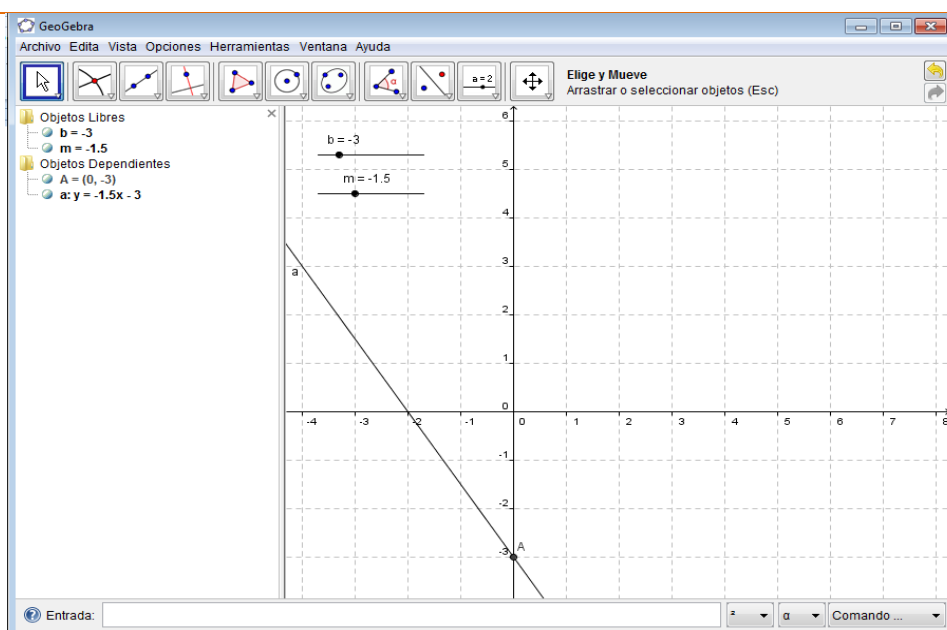 GeoGebra
Archivo Edita Vista Opciones Herramientas Ventana Ayuda
a = 2
Elige y Mueve
Arrastrar o seleccionar objetos (Esc)
Objetos Libres
b = -3
m = -1.5
Objetos Dependientes
A = (0, -3)
a: y = -1.5x - 3
b = -3
m = -1.5
6
5
4
3
2
1
0
-1
-2
-3
-4 -3 -2 -1 0 1 2 3 4 5 6 7 8
a
A
α
Entrada:
² α Comando ...